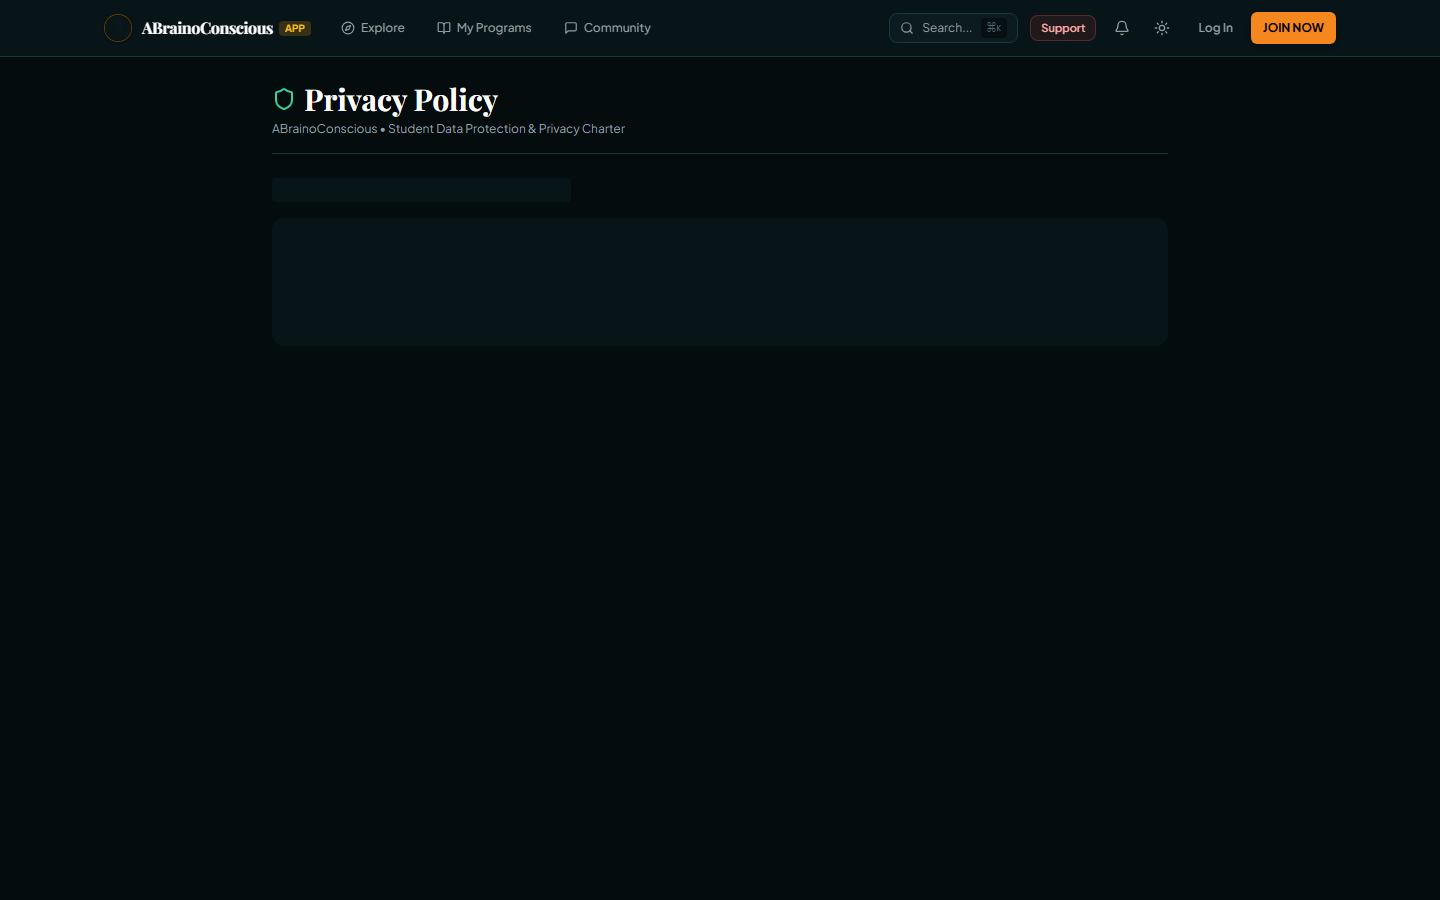 ABrainoConscious APP Explore My Programs Community Search... ⌘K Support Log In JOIN NOW
Privacy Policy
ABrainoConscious • Student Data Protection & Privacy Charter